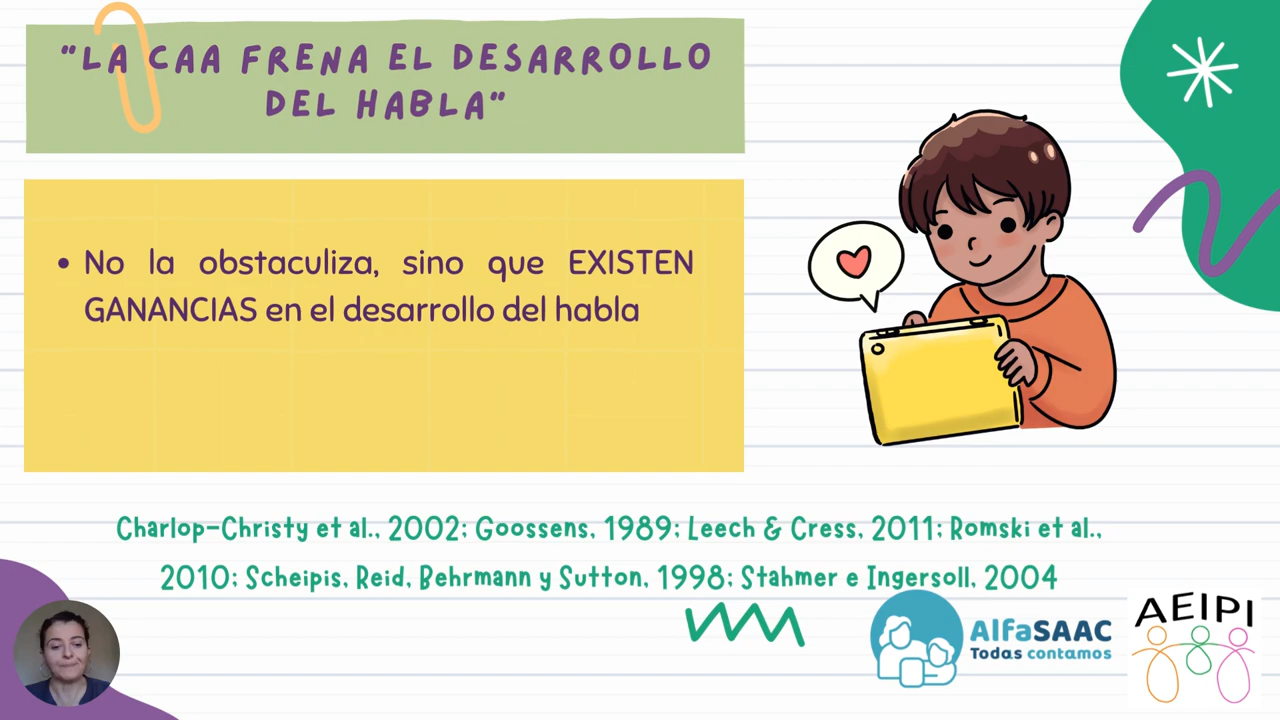 "LA CAA FRENA EL DESARROLLO
DEL HABLA"
• No la obstaculiza, sino que EXISTEN
GANANCIAS en el desarrollo del habla
Charlop-Christy et al., 2002; Goossens, 1989; Leech & Cress, 2011; Romski et al.,
2010; Scheipis, Reid, Behrmann y Sutton, 1998; Stahmer e Ingersoll, 2004
AlfaSAAC
Todas contamos
AEIPI